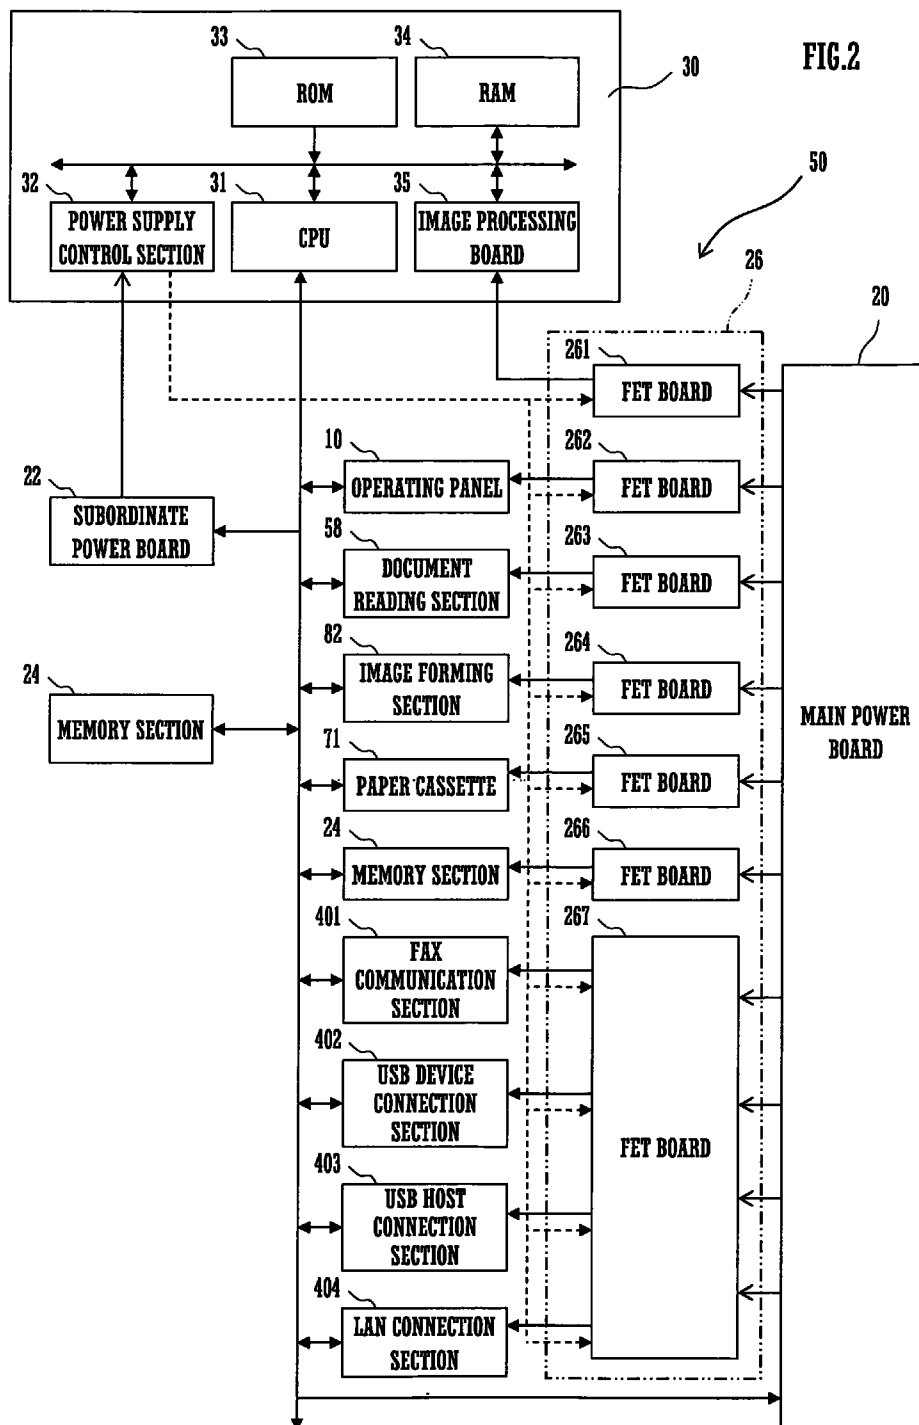 FIG.2
33
34
30
ROM
RAM
32
31
35
50
POWER SUPPLY
CONTROL SECTION
CPU
IMAGE PROCESSING
BOARD
26
20
261
FET BOARD
10
262
OPERATING PANEL
FET BOARD
22
SUBORDINATE
POWER BOARD
58
263
DOCUMENT
READING SECTION
FET BOARD
82
264
IMAGE FORMING
SECTION
FET BOARD
24
MEMORY SECTION
MAIN POWER
BOARD
71
265
PAPER CASSETTE
FET BOARD
24
266
MEMORY SECTION
FET BOARD
401
267
FAX
COMMUNICATION
SECTION
402
USB DEVICE
CONNECTION
SECTION
FET BOARD
403
USB HOST
CONNECTION
SECTION
404
LAN CONNECTION
SECTION